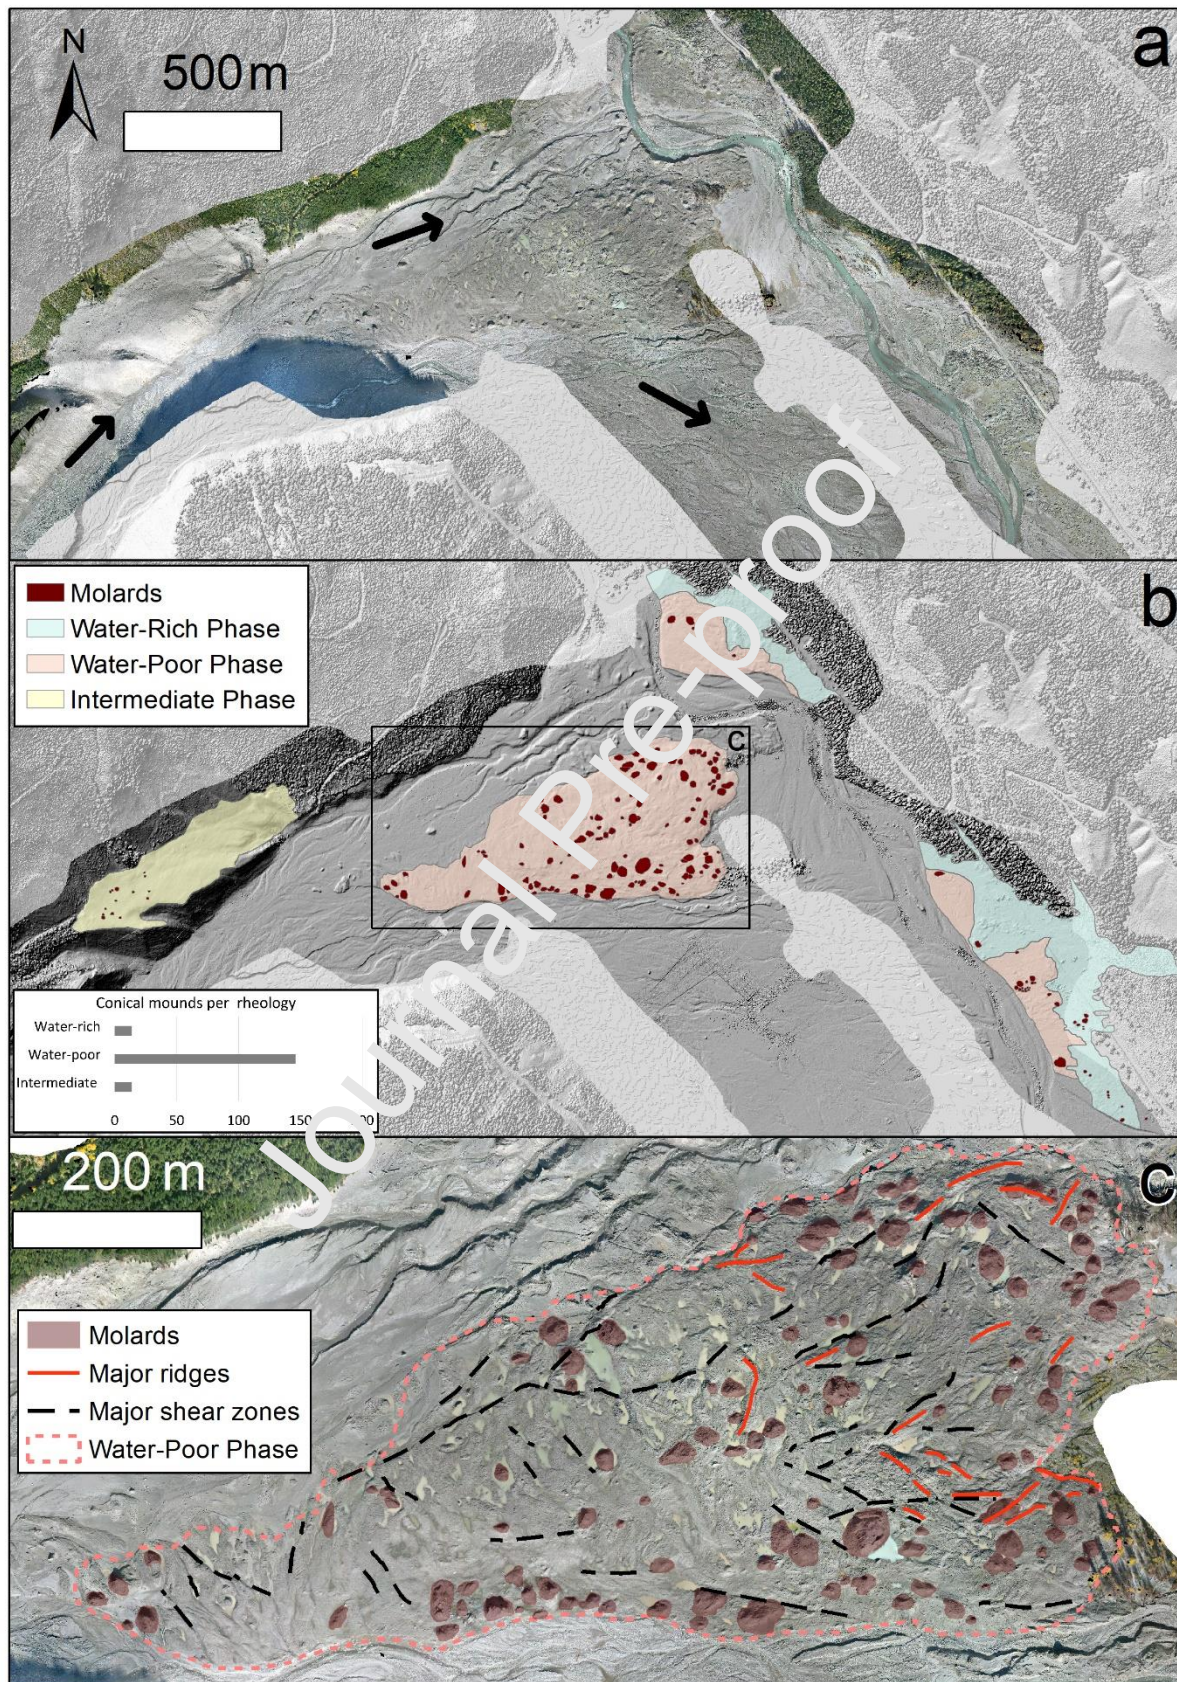 a
N
500 m
b
Molards
Water-Rich Phase
Water-Poor Phase
Intermediate Phase
c
Conical mounds per rheology
Water-rich
Water-poor
Intermediate
0 50 100 150
Journal Pre-proof
c
200 m
Molards
Major ridges
Major shear zones
Water-Poor Phase